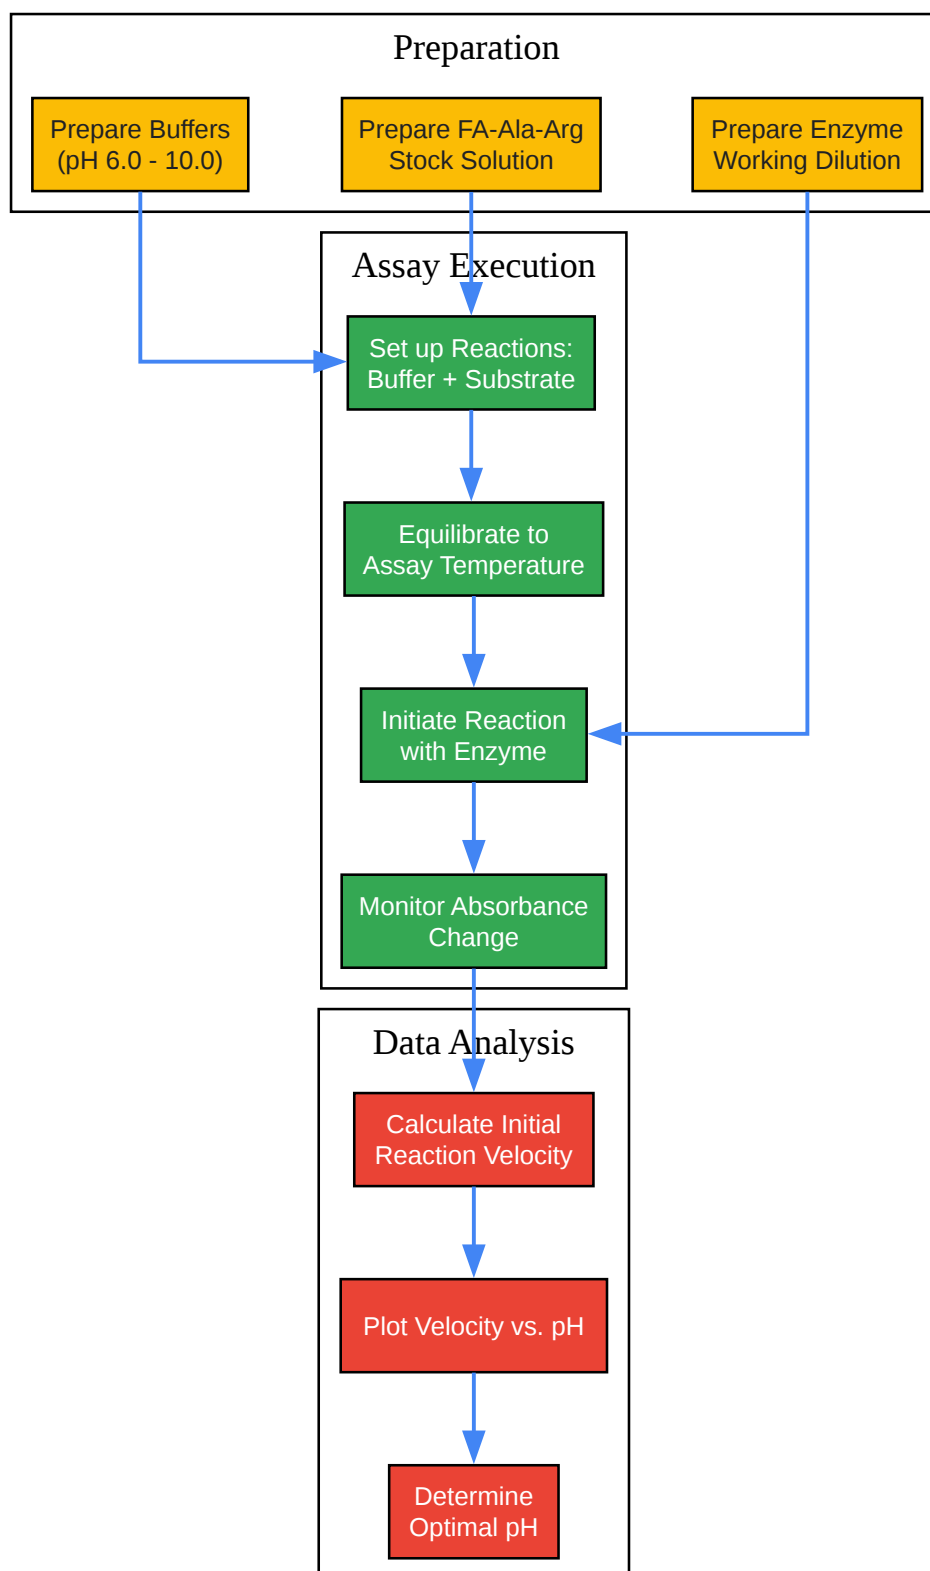 Preparation
Prepare Buffers
(pH 6.0 - 10.0)
Prepare FA-Ala-Arg
Stock Solution
Prepare Enzyme
Working Dilution
Assay Execution
Set up Reactions:
Buffer + Substrate
Equilibrate to
Assay Temperature
Initiate Reaction
with Enzyme
Monitor Absorbance
Change
Data Analysis
Calculate Initial
Reaction Velocity
Plot Velocity vs. pH
Determine
Optimal pH